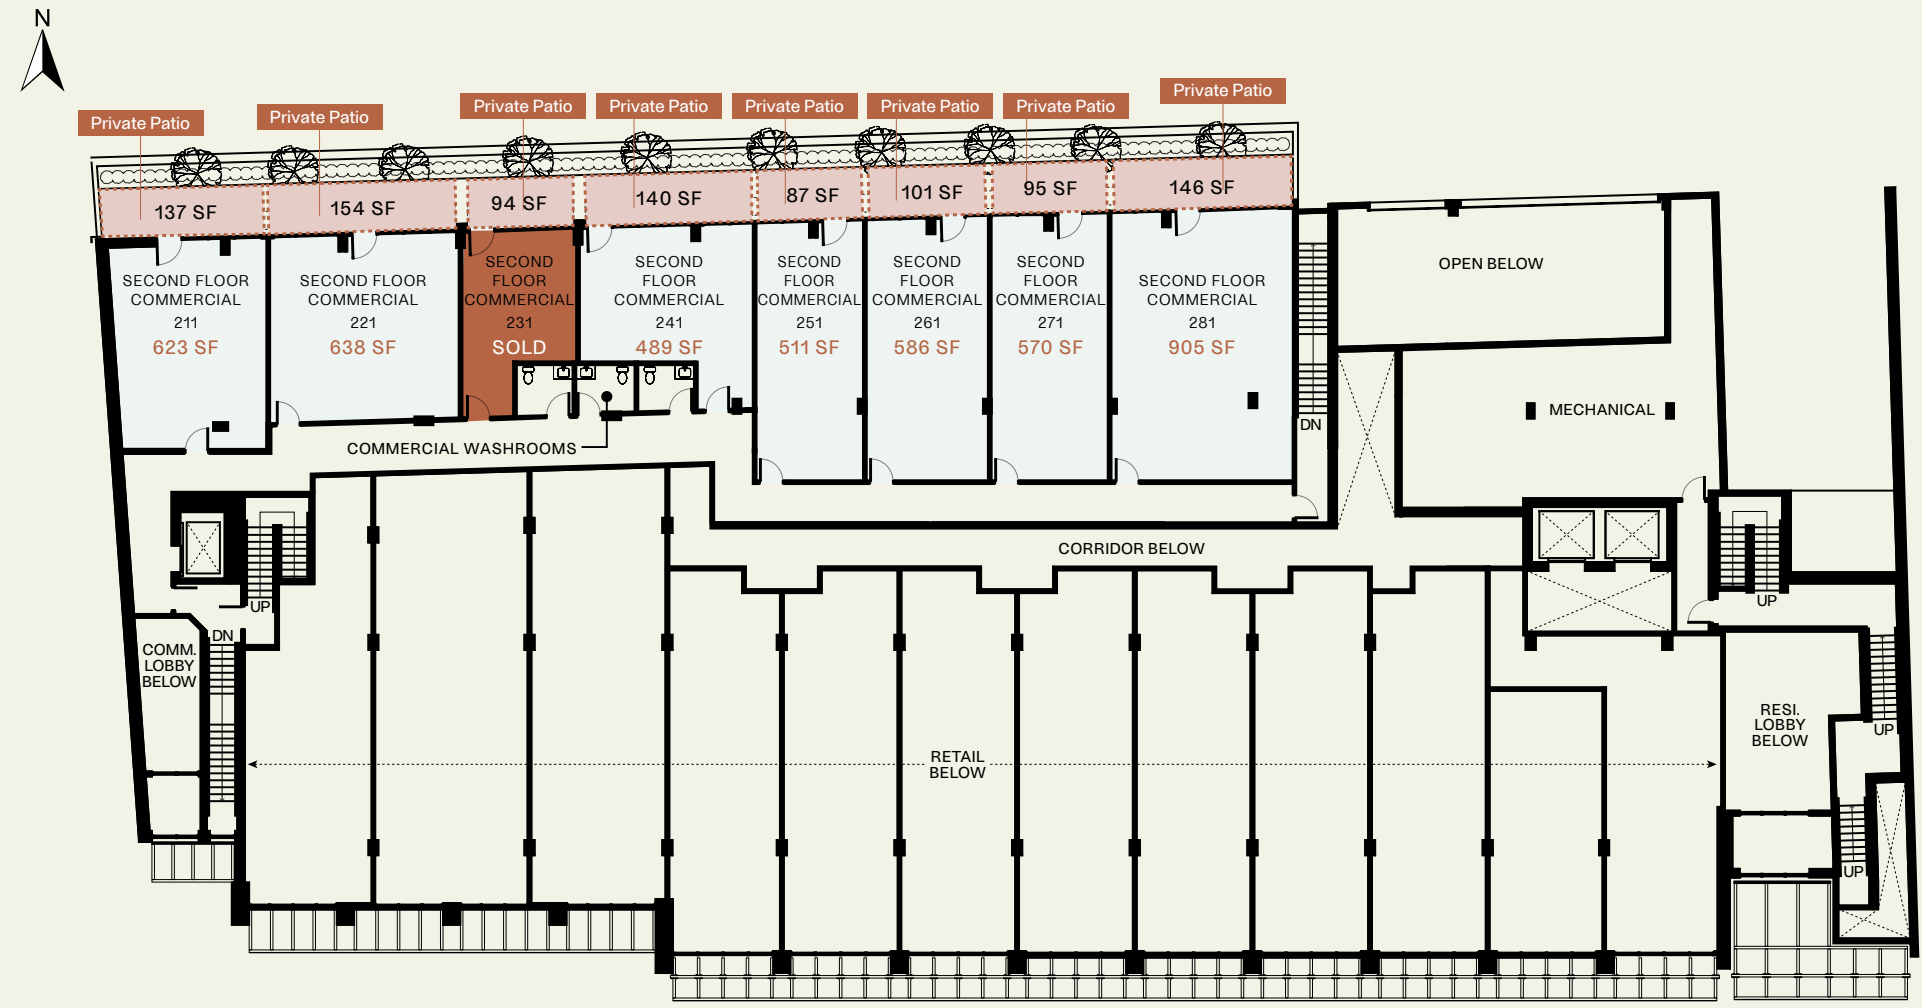 N
Private Patio
Private Patio
Private Patio
Private Patio
Private Patio
Private Patio
Private Patio
Private Patio
137 SF
154 SF
94 SF
140 SF
87 SF
101 SF
95 SF
146 SF
SECOND FLOOR
COMMERCIAL
211
623 SF
SECOND FLOOR
COMMERCIAL
221
638 SF
SECOND
FLOOR
COMMERCIAL
231
SOLD
SECOND
FLOOR
COMMERCIAL
241
489 SF
SECOND
FLOOR
COMMERCIAL
251
511 SF
SECOND
FLOOR
COMMERCIAL
261
586 SF
SECOND
FLOOR
COMMERCIAL
271
570 SF
SECOND FLOOR
COMMERCIAL
281
905 SF
OPEN BELOW
MECHANICAL
DN
COMMERCIAL WASHROOMS
CORRIDOR BELOW
UP
UP
DN
COMM.
LOBBY
BELOW
RETAIL
BELOW
RESI.
LOBBY
BELOW
UP
UP